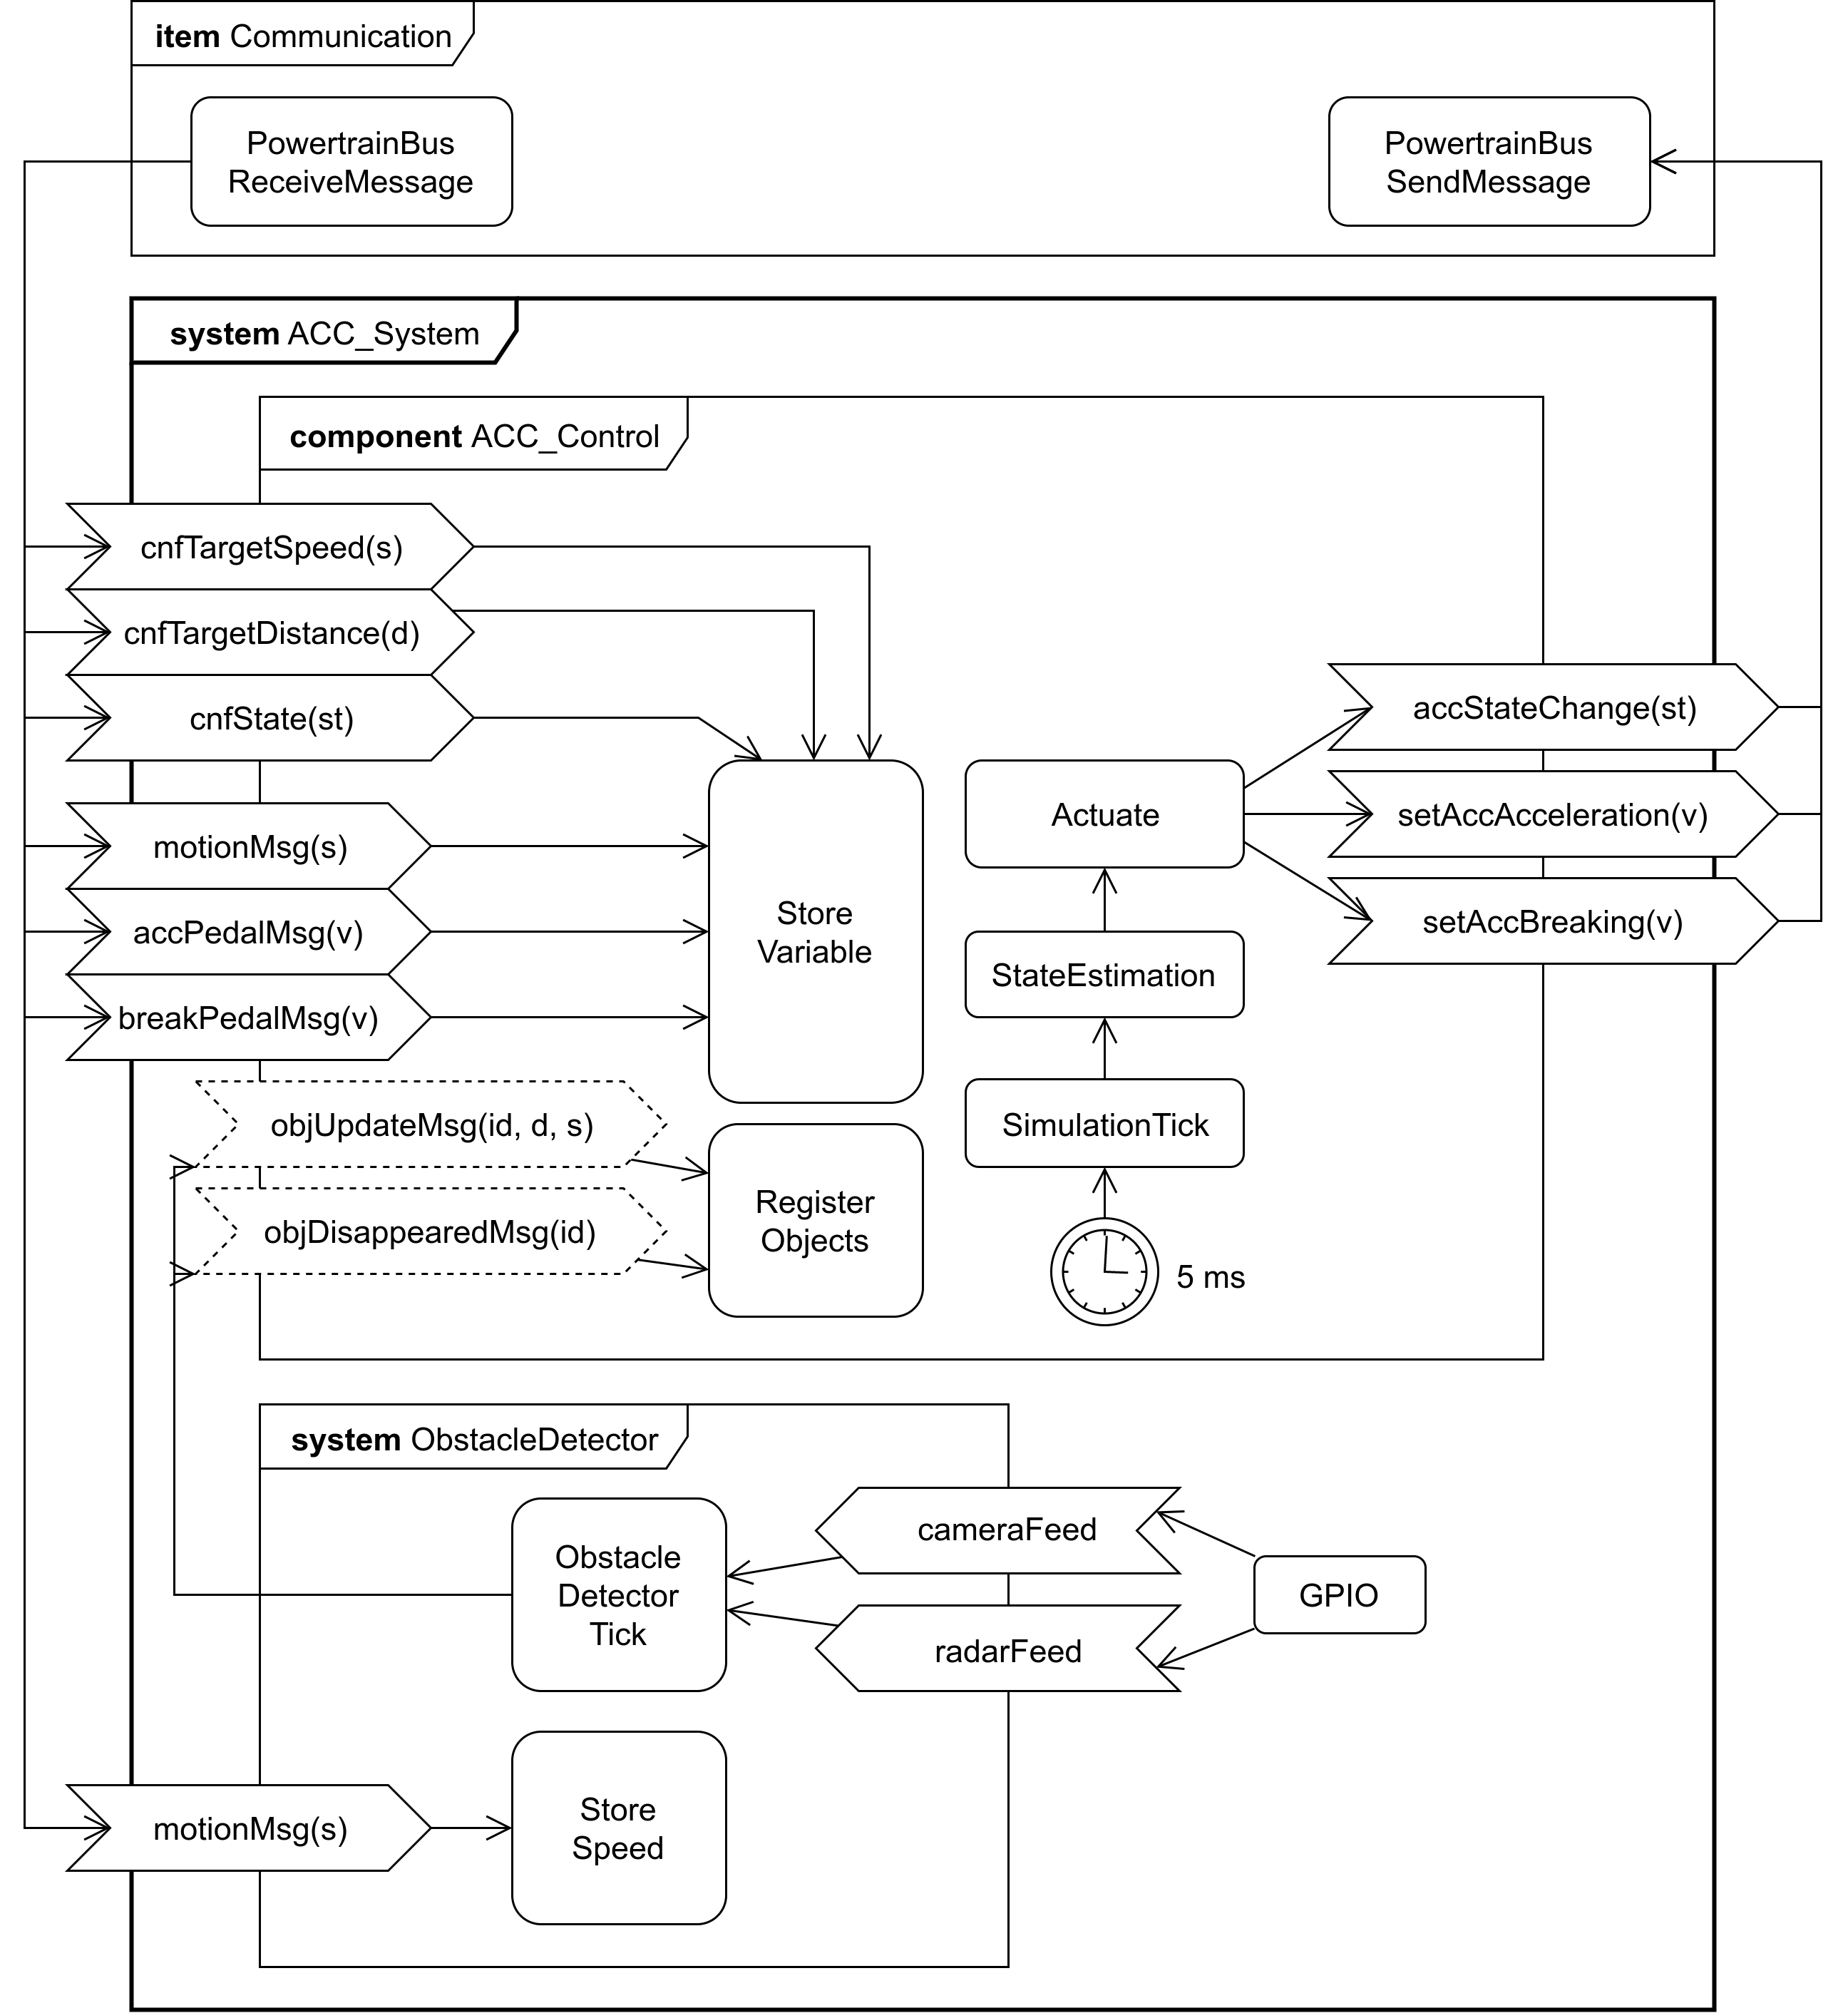 item Communication
PowertrainBus
ReceiveMessage
PowertrainBus
SendMessage
system ACC_System
component ACC_Control
cnfTargetSpeed(s)
cnfTargetDistance(d)
cnfState(st)
motionMsg(s)
accPedalMsg(v)
breakPedalMsg(v)
objUpdateMsg(id, d, s)
objDisappearedMsg(id)
Store
Variable
Register
Objects
Actuate
StateEstimation
SimulationTick
5 ms
accStateChange(st)
setAccAcceleration(v)
setAccBreaking(v)
system ObstacleDetector
Obstacle
Detector
Tick
cameraFeed
radarFeed
GPIO
motionMsg(s)
Store
Speed